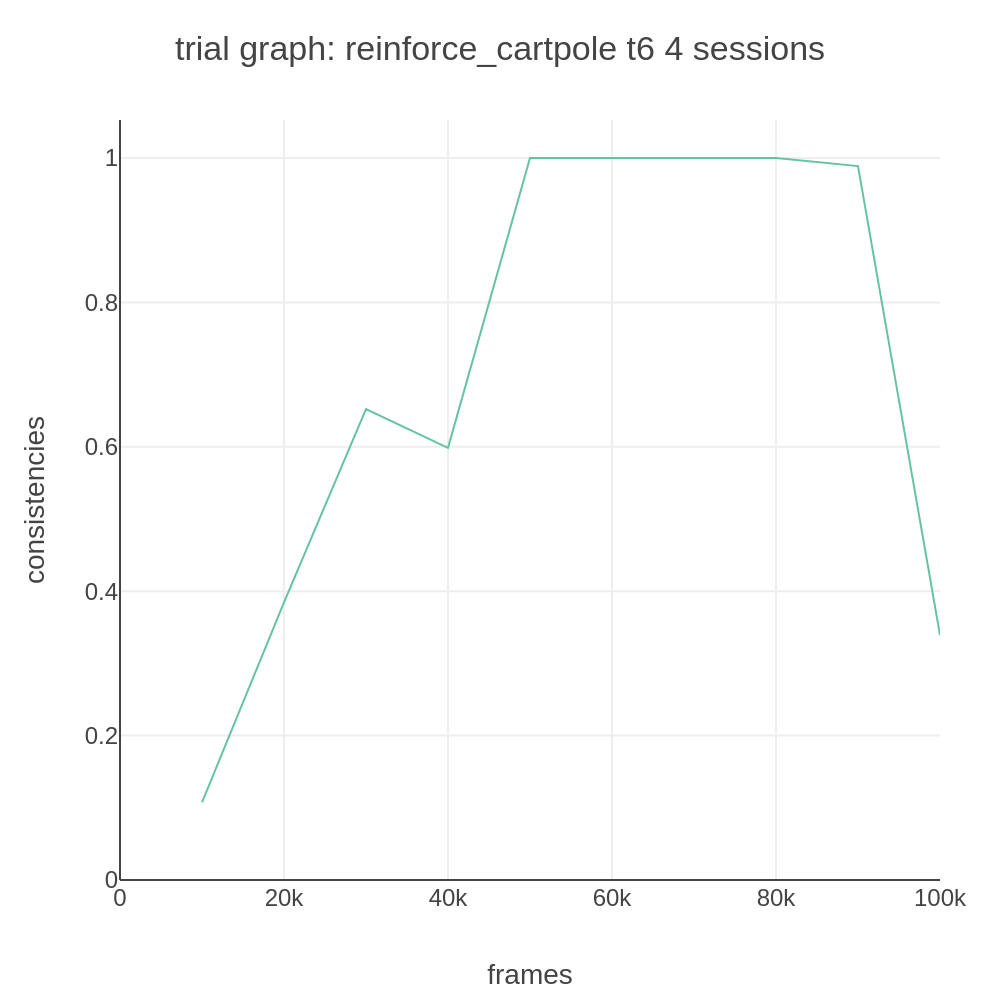 trial graph: reinforce_cartpole t6 4 sessions
1
0.8
0.6
0.4
0.2
0
consistencies
0 20k 40k 60k 80k 100k
frames